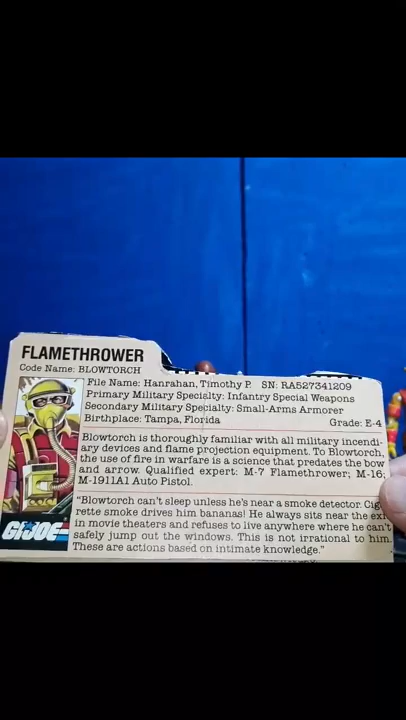 FLAMETHROWER
Code Name: BLOWTORCH
File Name: Hanrahan, Timothy P. SN: RA527341209
Primary Military Specialty: Infantry Special Weapons
Secondary Military Specialty: Small-Arms Armorer
Birthplace: Tampa, Florida Grade: E-4
Blowtorch is thoroughly familiar with all military incendi-
ary devices and flame projection equipment. To Blowtorch,
the use of fire in warfare is a science that predates the bow
and arrow. Qualified expert: M-7 Flamethrower; M-16;
M-1911A1 Auto Pistol.
"Blowtorch can't sleep unless he's near a smoke detector. Cig
rette smoke drives him bananas! He always sits near the exi
in movie theaters and refuses to live anywhere where he can't
safely jump out the windows. This is not irrational to him.
These are actions based on intimate knowledge."
G.I. JOE